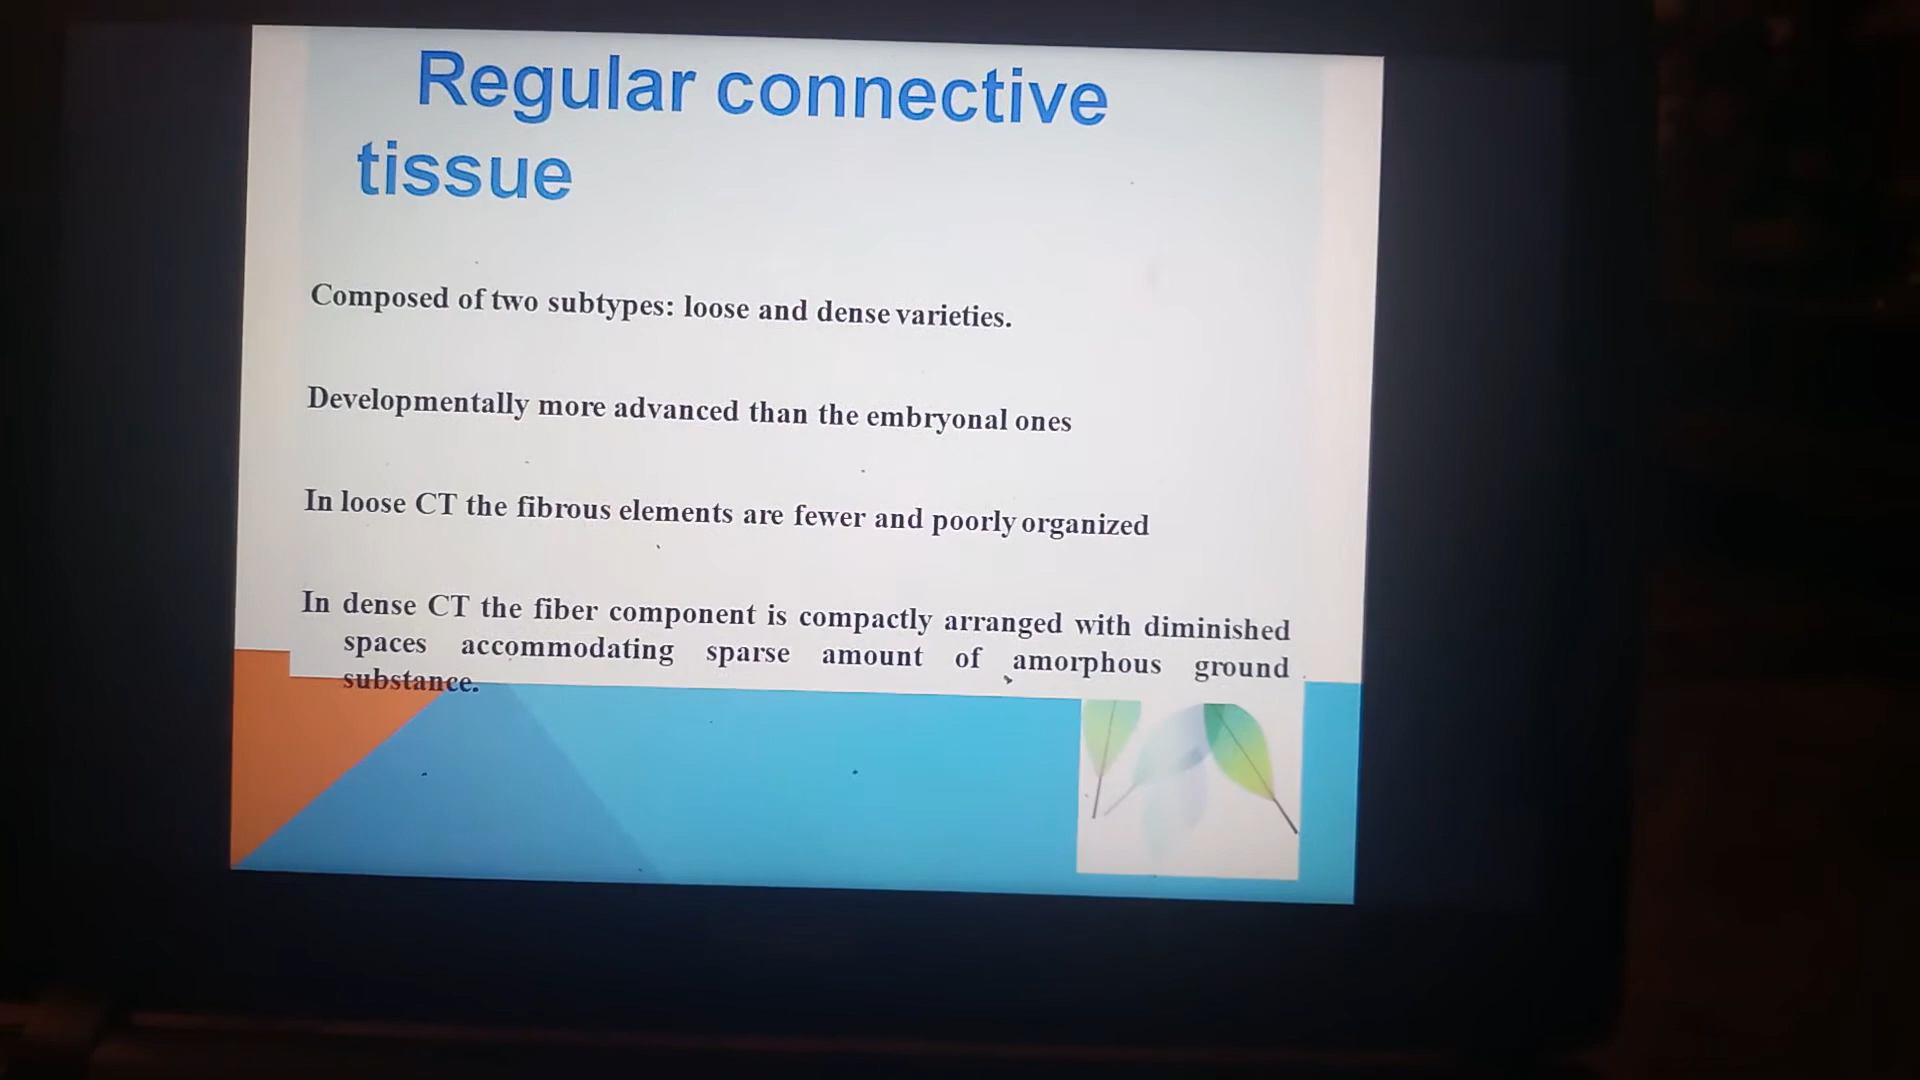 Regular connective
tissue
Composed of two subtypes: loose and dense varieties.
Developmentally more advanced than the embryonal ones
In loose CT the fibrous elements are fewer and poorly organized
In dense CT the fiber component is compactly arranged with diminished
spaces accommodating sparse amount of amorphous ground
substance.